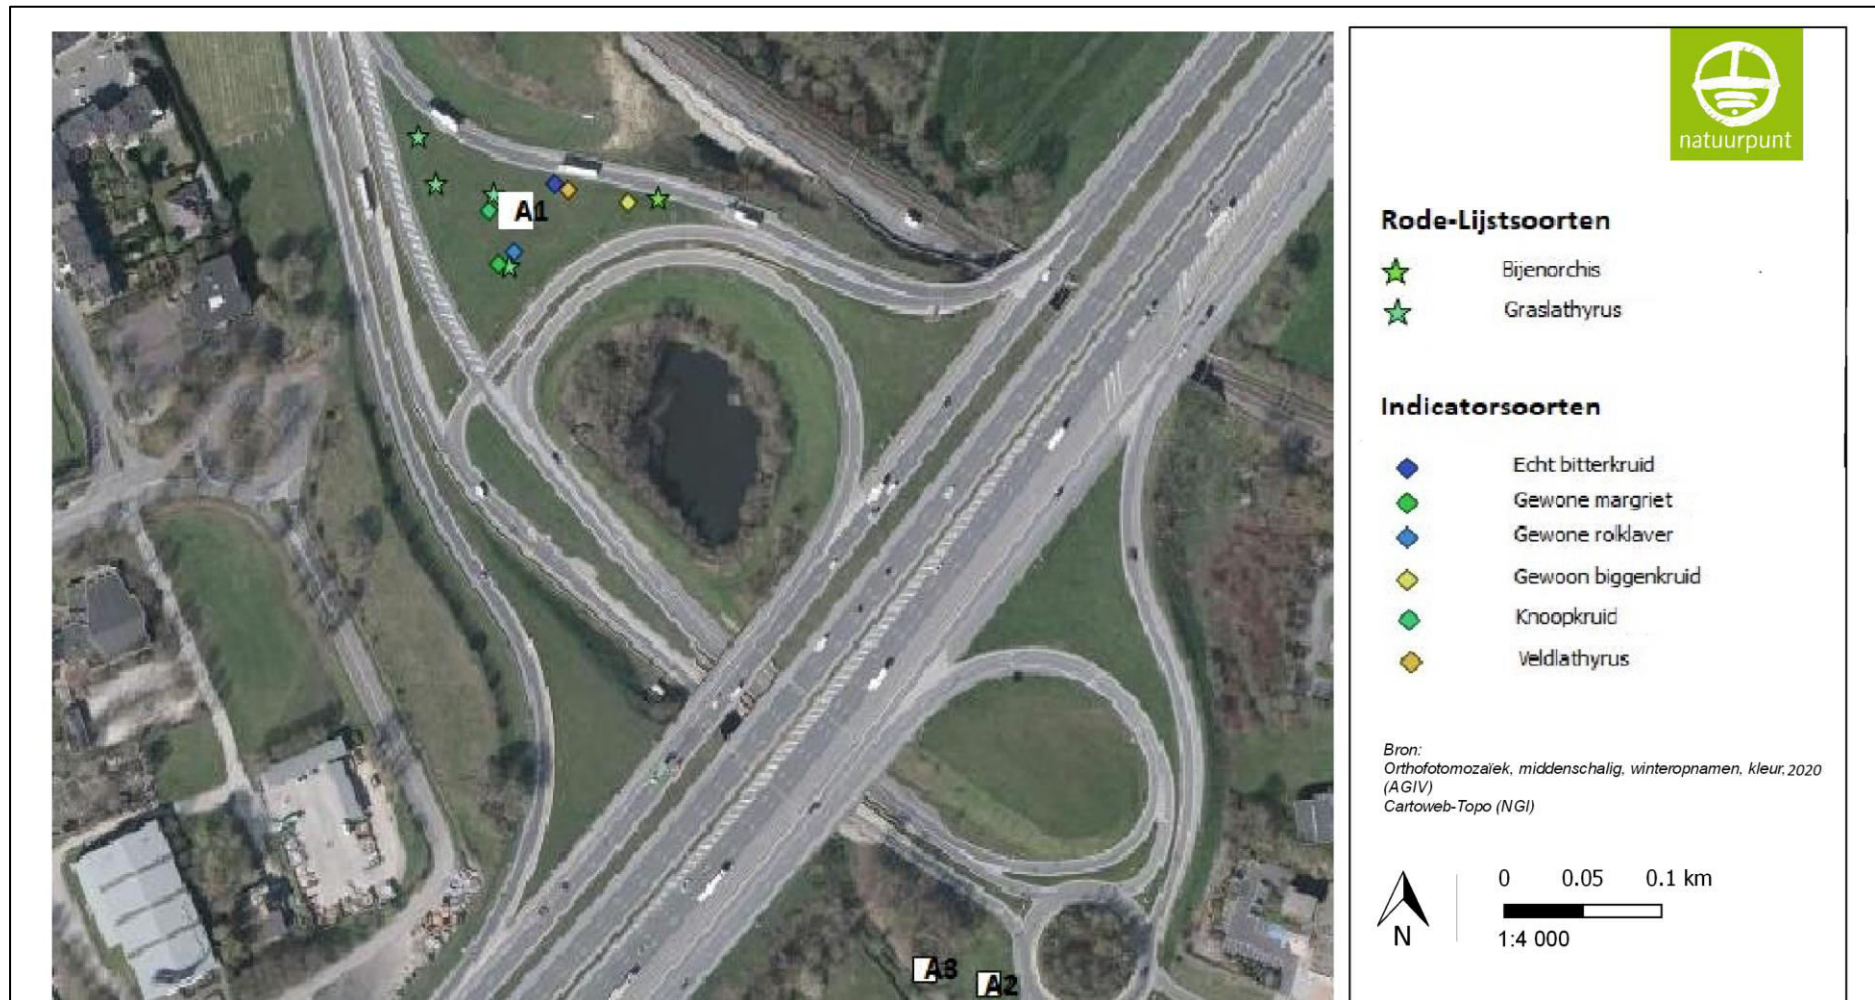 A1
A3
A2
natuurpunt
Rode-Lijstsoorten
Bijenorchis
Graslathyrus
Indicatorsoorten
Echt bitterkruid
Gewone margriet
Gewone rolklaver
Gewoon biggenkruid
Knoopkruid
Veldlathyrus
Bron:
Orthofotomozaïek, middenschalig, winteropnamen, kleur, 2020
(AGIV)
Cartoweb-Topo (NGI)
0 0.05 0.1 km
N
1:4 000